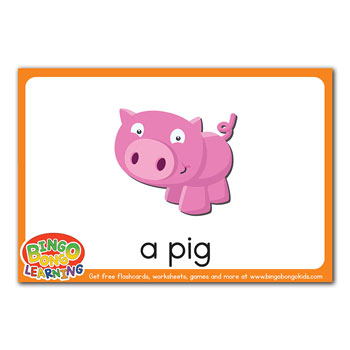 a pig
BINGO
BONGO
LEARNING
Get free flashcards, worksheets, games and more at www.bingobongokids.com